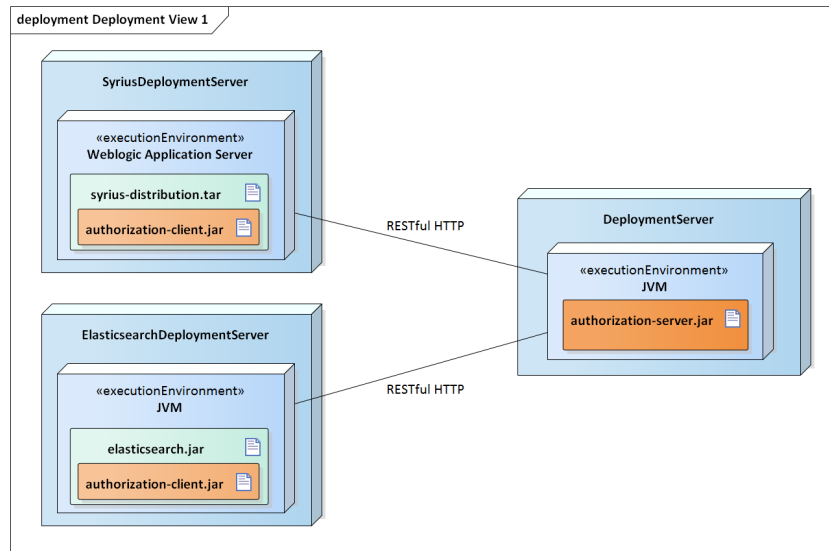 deployment Deployment View 1
SyriusDeploymentServer
«executionEnvironment»
Weblogic Application Server
syrius-distribution.tar
authorization-client.jar
RESTful HTTP
DeploymentServer
«executionEnvironment»
JVM
authorization-server.jar
ElasticsearchDeploymentServer
«executionEnvironment»
JVM
elasticsearch.jar
authorization-client.jar
RESTful HTTP